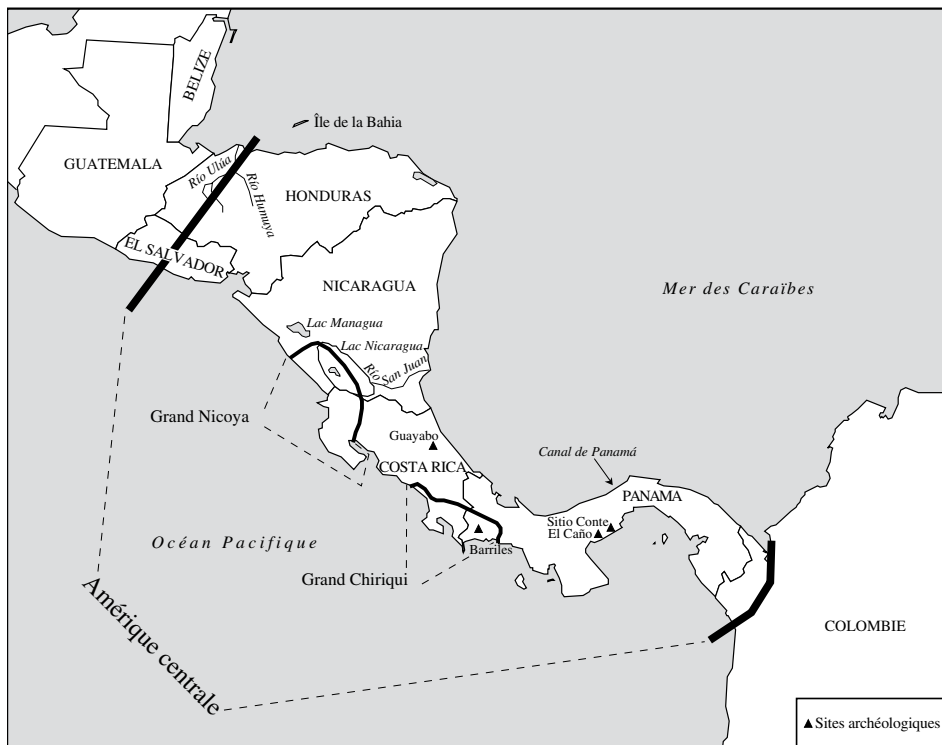 BELIZE
Île de la Bahia
GUATEMALA
Río Ulúa
Río Humuya
HONDURAS
EL SALVADOR
NICARAGUA
Mer des Caraïbes
Lac Managua
Lac Nicaragua
Río
San Juan
Grand Nicoya
Guayabo
COSTA RICA
Canal de Panamá
PANAMA
Sitio Conte
El Caño
Océan Pacifique
Barriles
Grand Chiriqui
Amérique centrale
COLOMBIE
Sites archéologiques